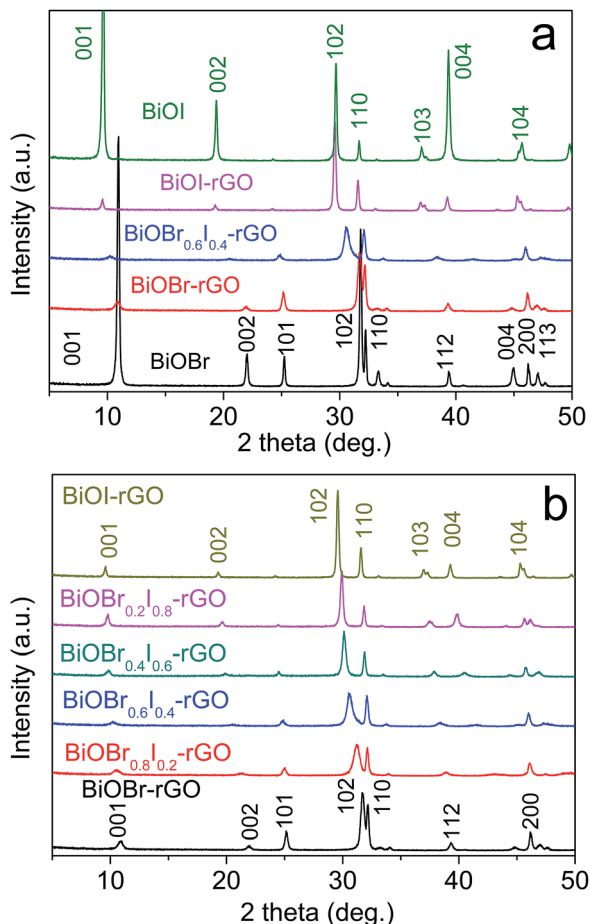 a
001
002
102
110
103
004
104
BiOI
BiOI-rGO
BiOBr0.6I0.4-rGO
BiOBr-rGO
001
BiOBr
002
101
102
110
112
004
200
113
10
20
30
40
50
2 theta (deg.)
Intensity (a.u.)
b
BiOI-rGO
001
002
102
110
103
004
104
BiOBr0.2I0.8-rGO
BiOBr0.4I0.6-rGO
BiOBr0.6I0.4-rGO
BiOBr0.8I0.2-rGO
BiOBr-rGO
001
002
101
102
110
112
200
10
20
30
40
50
2 theta (deg.)
Intensity (a.u.)